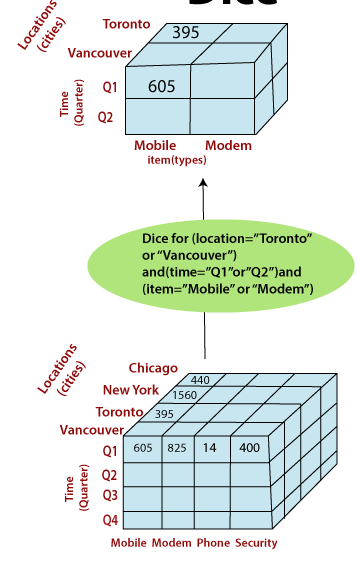 Dice
Locations
(cities)
Toronto
395
Vancouver
Time
(Quarter)
Q1
605
Q2
Mobile Modem
item(types)
Dice for (location="Toronto"
or "Vancouver")
and(time="Q1"or"Q2")and
(item="Mobile" or "Modem")
Locations
(cities)
Chicago
440
New York
1560
Toronto
395
Vancouver
Time
(Quarter)
Q1
605 825 14 400
Q2
Q3
Q4
Mobile Modem Phone Security